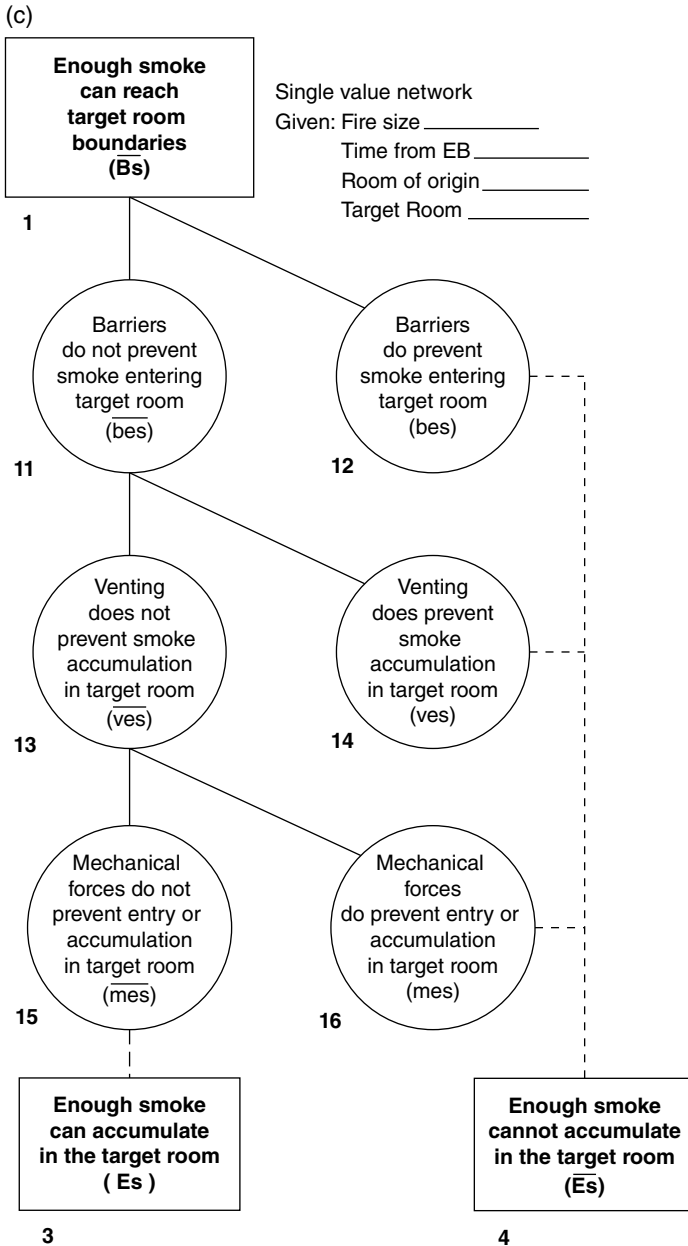 (c)
Enough smoke
can reach
target room
boundaries
(B̅s̅)
Single value network
Given: Fire size ___________
Time from EB ___________
Room of origin ___________
Target Room ___________
1
Barriers
do not prevent
smoke entering
target room
(b̅e̅s̅)
11
Barriers
do prevent
smoke entering
target room
(bes)
12
Venting
does not
prevent smoke
accumulation
in target room
(v̅e̅s̅)
13
Venting
does prevent
smoke
accumulation
in target room
(ves)
14
Mechanical
forces do not
prevent entry or
accumulation
in target room
(m̅e̅s̅)
15
Mechanical
forces
do prevent entry or
accumulation
in target room
(mes)
16
Enough smoke
can accumulate
in the target room
( Es )
3
Enough smoke
cannot accumulate
in the target room
(E̅s̅)
4